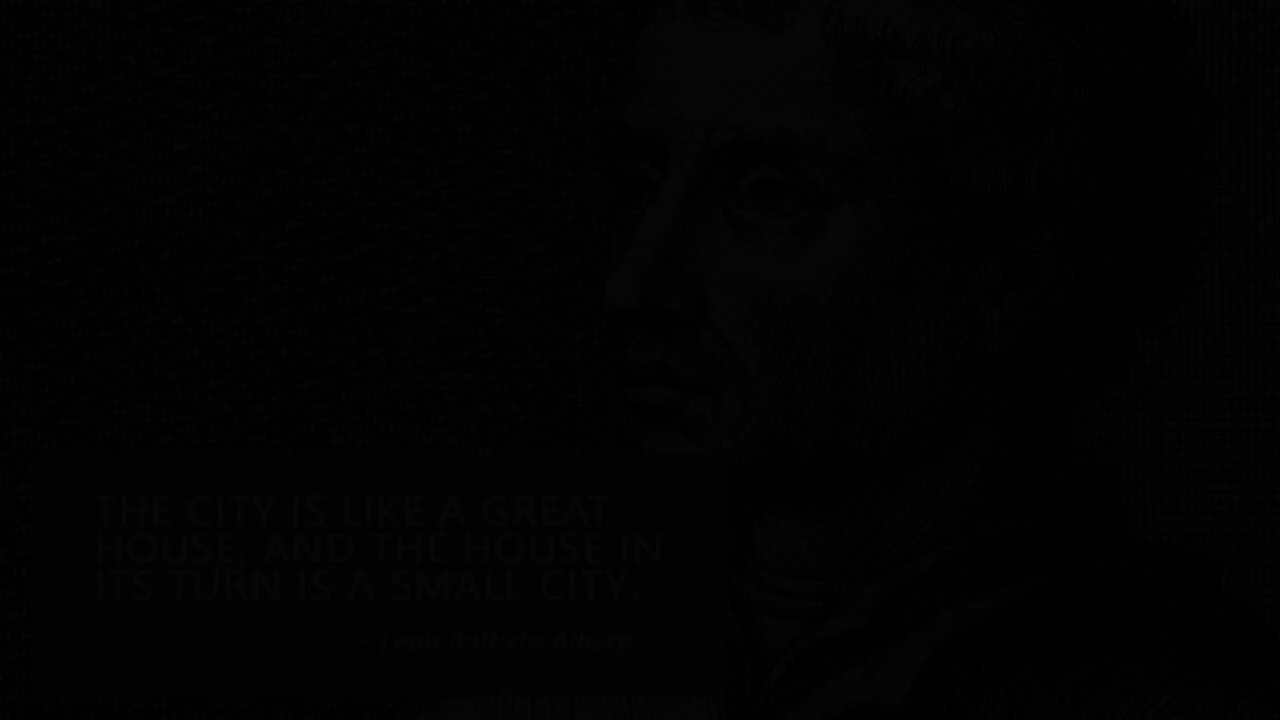 THE CITY IS LIKE A GREAT
HOUSE, AND THE HOUSE IN
ITS TURN IS A SMALL CITY.
- Leon Battista Alberti